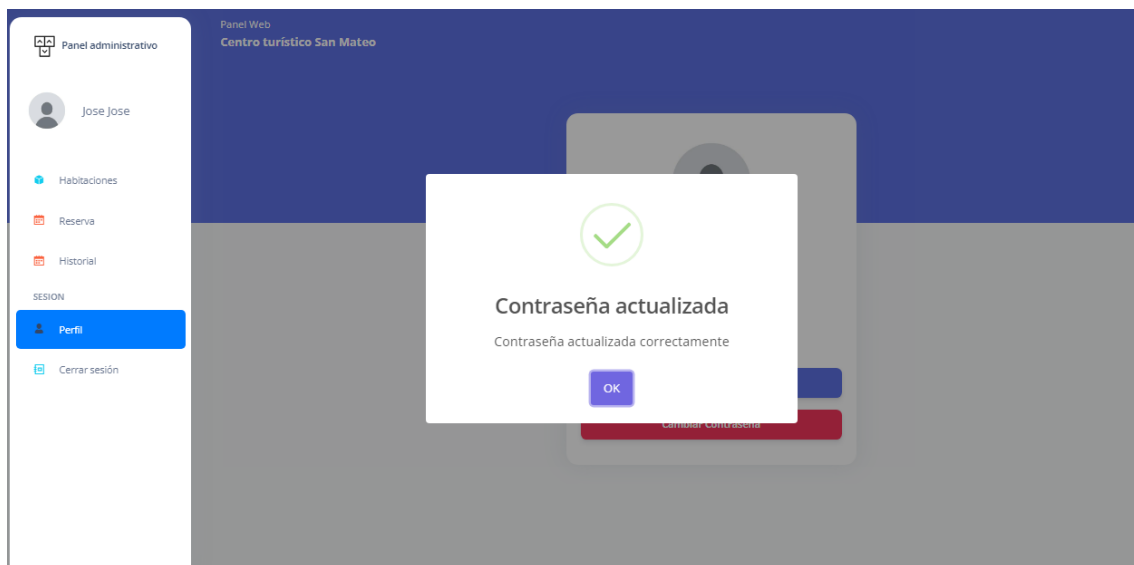 Panel administrativo
Jose Jose
Habitaciones
Reserva
Historial
SESION
Perfil
Cerrar sesión
Panel Web
Centro turístico San Mateo
Contraseña actualizada
Contraseña actualizada correctamente
OK
Cambiar Contraseña